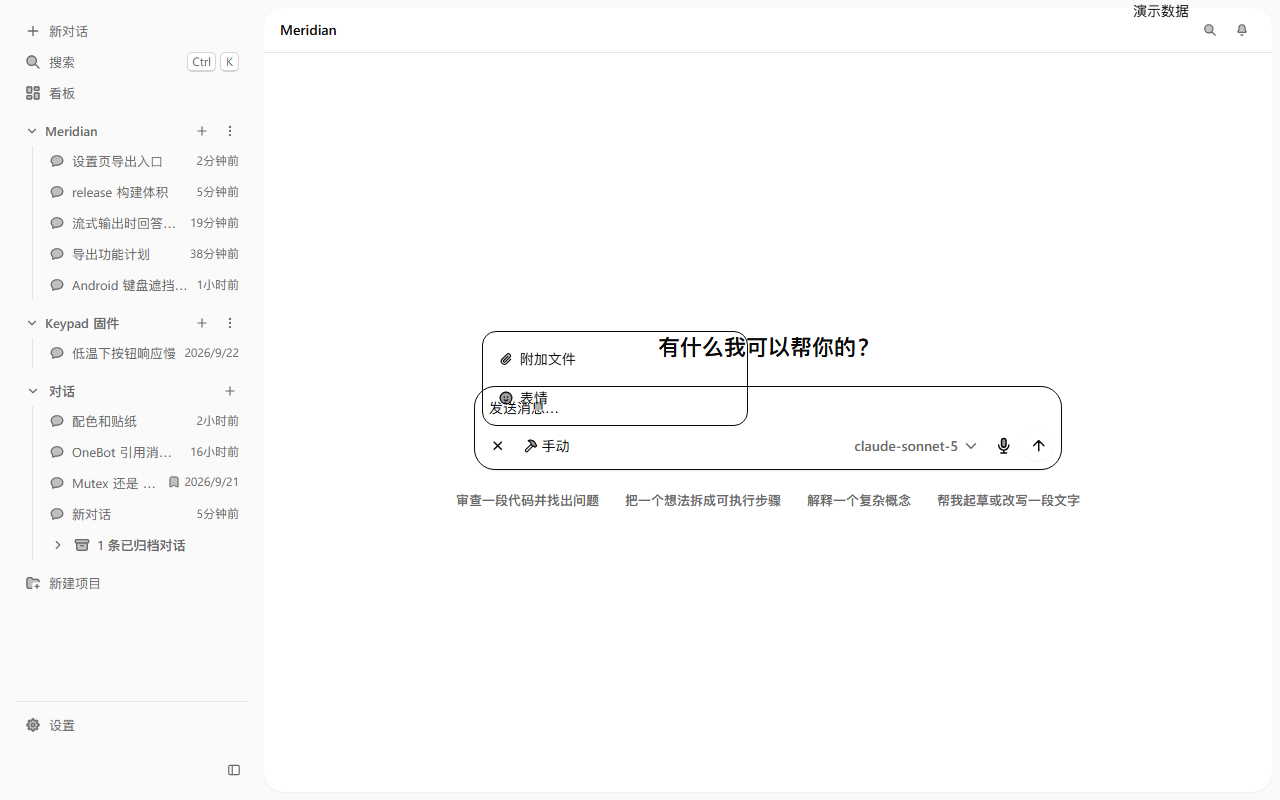 新对话
搜索 Ctrl K
看板
Meridian
设置页导出入口 2分钟前
release 构建体积 5分钟前
流式输出时回答… 19分钟前
导出功能计划 38分钟前
Android 键盘遮挡… 1小时前
Keypad 固件
低温下按钮响应慢 2026/9/22
对话
配色和贴纸 2小时前
OneBot 引用消… 16小时前
Mutex 还是 … 2026/9/21
新对话 5分钟前
1 条已归档对话
新建项目
设置
演示数据
Meridian
有什么我可以帮你的？
附加文件
表情
发送消息…
手动 claude-sonnet-5
审查一段代码并找出问题 把一个想法拆成可执行步骤 解释一个复杂概念 帮我起草或改写一段文字